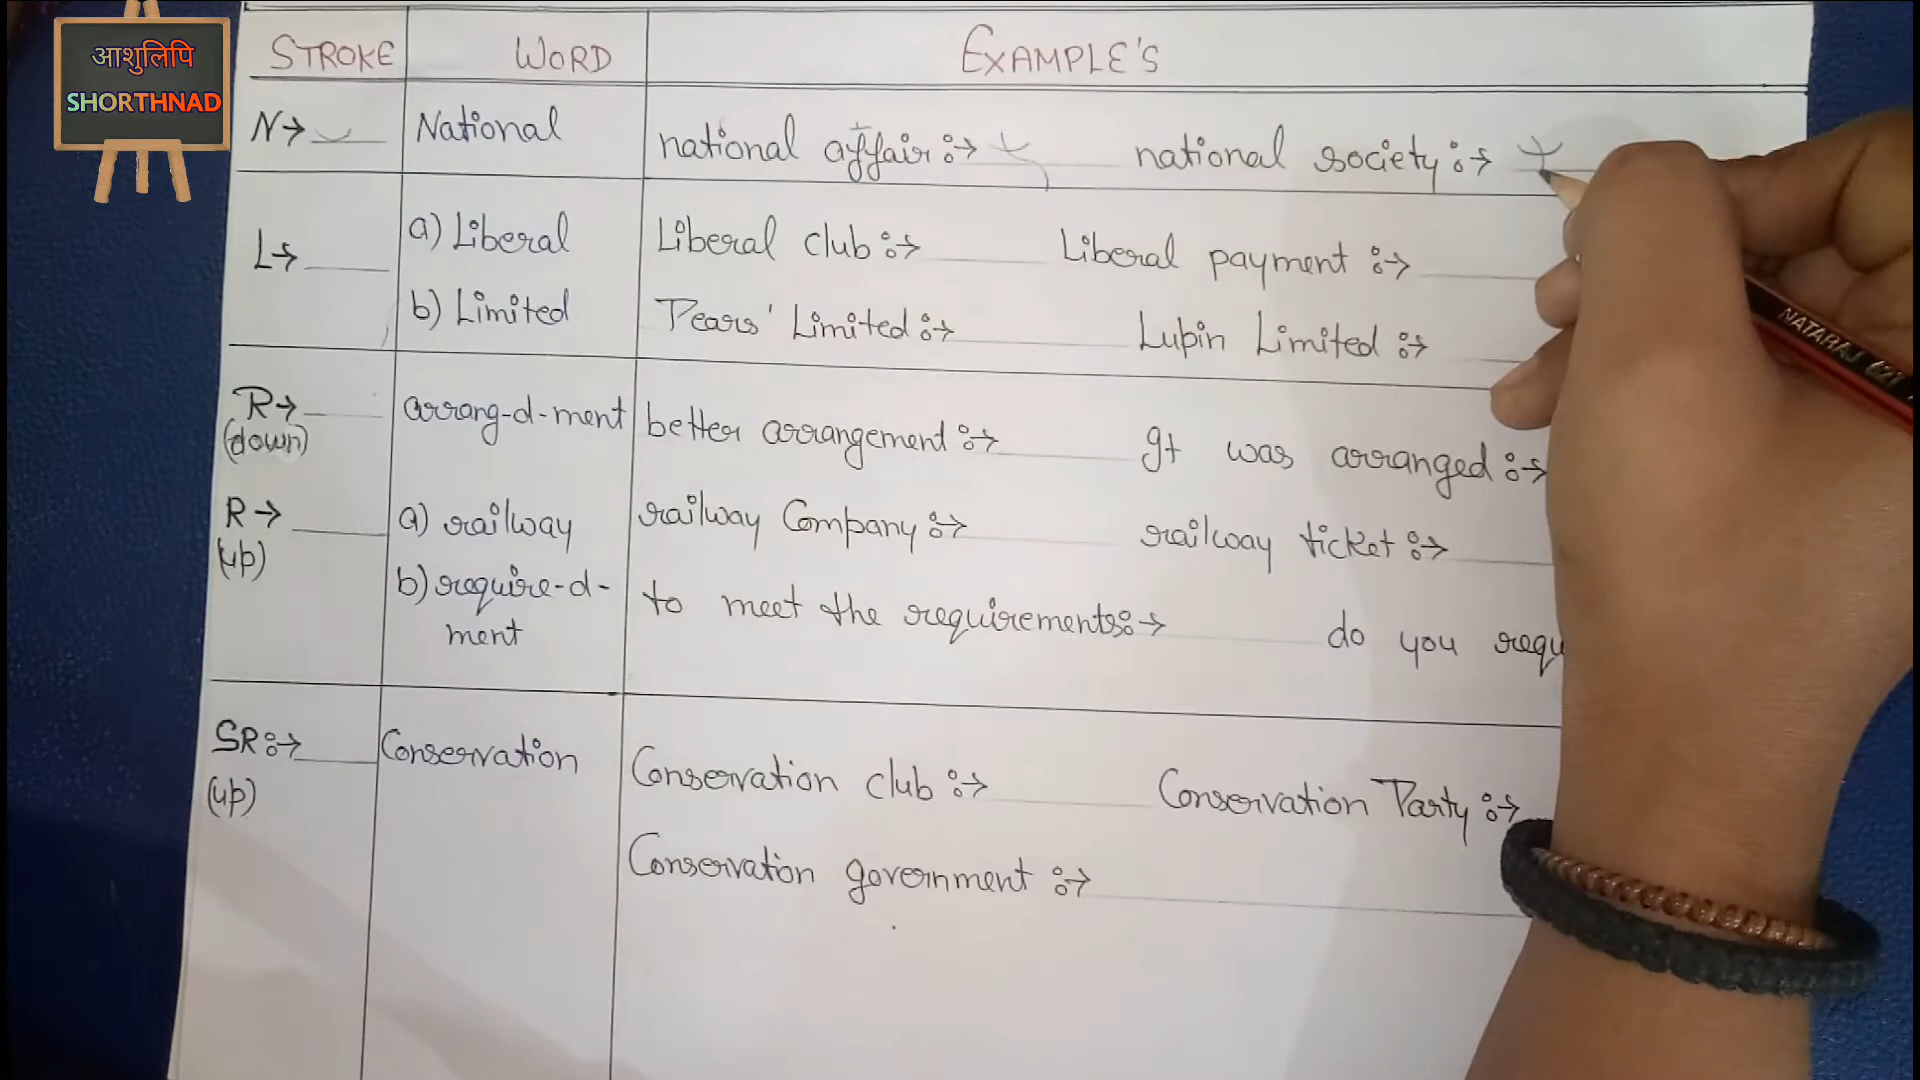 आशुलिपि
SHORTHNAD
STROKE WORD EXAMPLE'S
N→ National national affair :→ national society :→
L→ a) Liberal Liberal club :→ Liberal payment :→
b) Limited Pears' Limited :→ Lupin Limited :→
R→ arrang-d-ment better arrangement :→ It was arranged :→
(down)
R→ a) railway railway Company :→ railway ticket :→
(up) b) require-d- to meet the requirements :→ do you requ
ment
SR :→ Conservation Conservation club :→ Conservation Party :→
(up)
Conservation government :→
NATARAJ 621